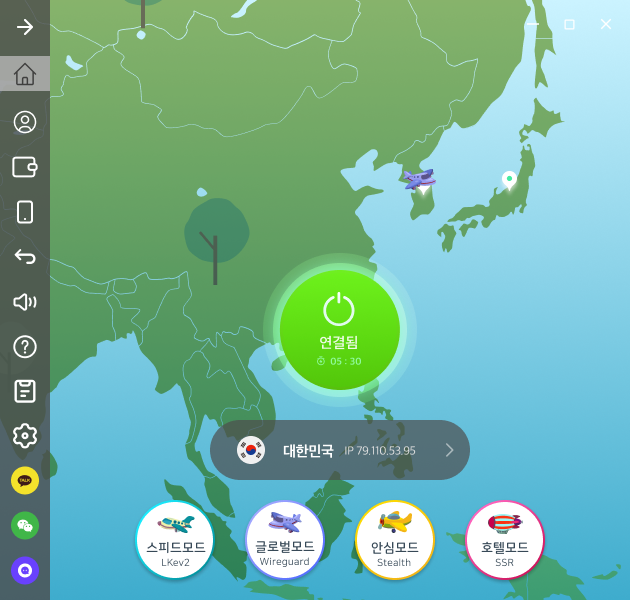 연결됨
05 : 30
대한민국 IP 79.110.53.95
TALK
스피드모드
LKev2
글로벌모드
Wireguard
안심모드
Stealth
호텔모드
SSR